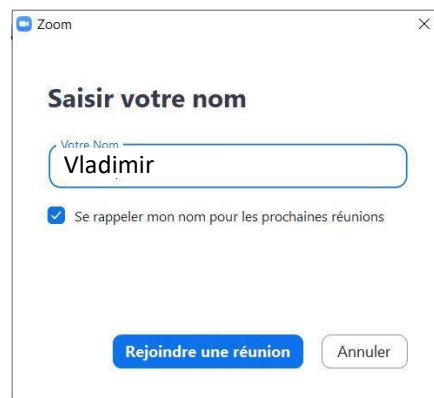 Zoom
Saisir votre nom
Votre Nom
Vladimir
Se rappeler mon nom pour les prochaines réunions
Rejoindre une réunion
Annuler